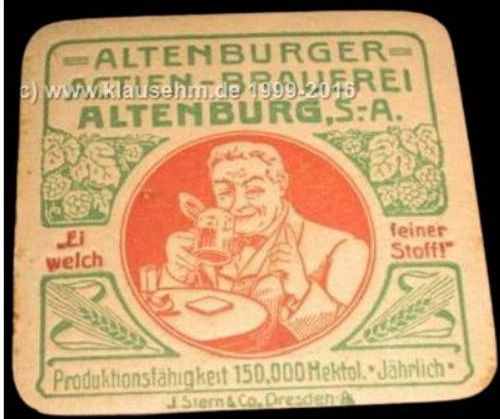 ALTENBURGER
ACTIEN-BRAUEREI
(c) www.klausehm.de 1999-2016
ALTENBURG, S.-A.
„Ei welch
feiner Stoff!“
Produktionsfähigkeit 150,000 Hektol. • Jährlich •
J. Stern & Co., Dresden-A.